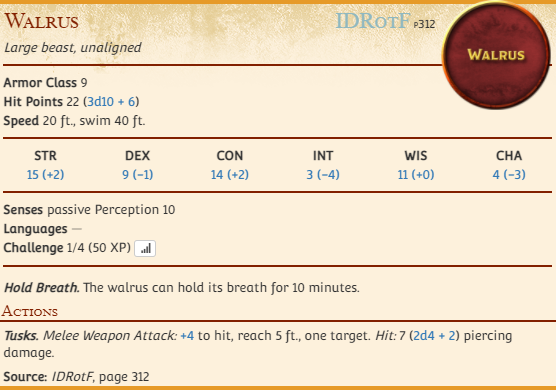 Walrus
IDRotF P312
Walrus
Large beast, unaligned
Armor Class 9
Hit Points 22 (3d10 + 6)
Speed 20 ft., swim 40 ft.
STR DEX CON INT WIS CHA
15 (+2) 9 (−1) 14 (+2) 3 (−4) 11 (+0) 4 (−3)
Senses passive Perception 10
Languages —
Challenge 1/4 (50 XP)
Hold Breath. The walrus can hold its breath for 10 minutes.
Actions
Tusks. Melee Weapon Attack: +4 to hit, reach 5 ft., one target. Hit: 7 (2d4 + 2) piercing
damage.
Source: IDRotF, page 312